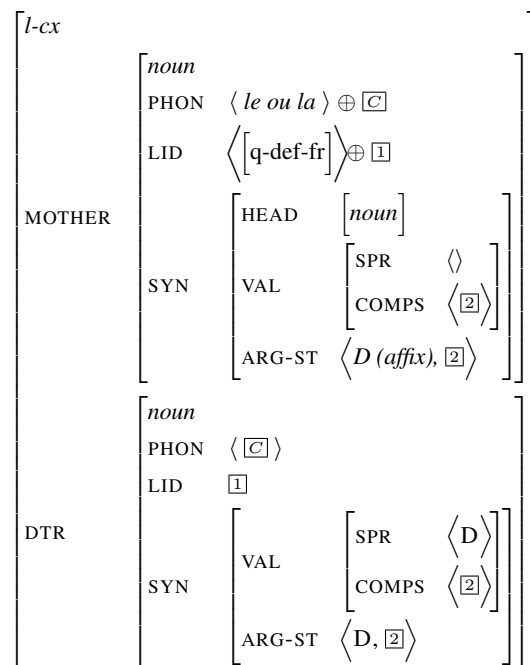 l-cx
noun
PHON ⟨ le ou la ⟩ ⊕ C
LID ⟨[q-def-fr]⟩⊕ 1
HEAD [noun]
MOTHER
SPR ⟨⟩
SYN VAL
COMPS ⟨2⟩
ARG-ST ⟨D (affix), 2⟩
noun
PHON ⟨ C ⟩
LID 1
DTR
SPR ⟨D⟩
VAL
SYN COMPS ⟨2⟩
ARG-ST ⟨D, 2⟩